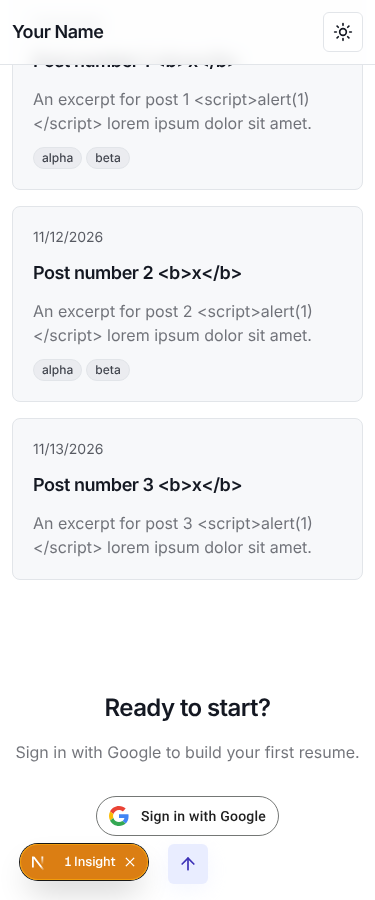 Your Name
Post number 1 <b>x</b>
An excerpt for post 1 <script>alert(1)
</script> lorem ipsum dolor sit amet.
alpha beta
11/12/2026
Post number 2 <b>x</b>
An excerpt for post 2 <script>alert(1)
</script> lorem ipsum dolor sit amet.
alpha beta
11/13/2026
Post number 3 <b>x</b>
An excerpt for post 3 <script>alert(1)
</script> lorem ipsum dolor sit amet.
Ready to start?
Sign in with Google to build your first resume.
Sign in with Google
1 Insight